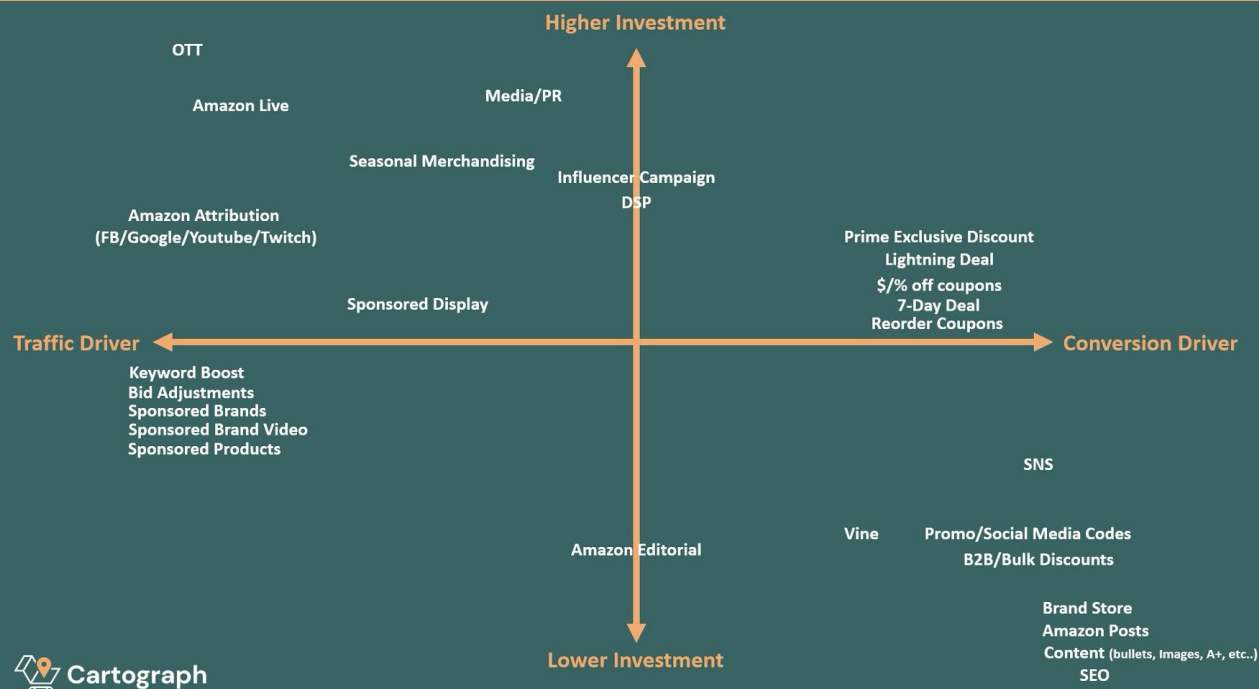 Higher Investment
OTT
Media/PR
Amazon Live
Seasonal Merchandising
Influencer Campaign
DSP
Amazon Attribution
(FB/Google/Youtube/Twitch)
Prime Exclusive Discount
Lightning Deal
$/% off coupons
7-Day Deal
Reorder Coupons
Sponsored Display
Traffic Driver
Conversion Driver
Keyword Boost
Bid Adjustments
Sponsored Brands
Sponsored Brand Video
Sponsored Products
SNS
Vine
Promo/Social Media Codes
B2B/Bulk Discounts
Amazon Editorial
Brand Store
Amazon Posts
Content (bullets, Images, A+, etc..)
SEO
Lower Investment
Cartograph